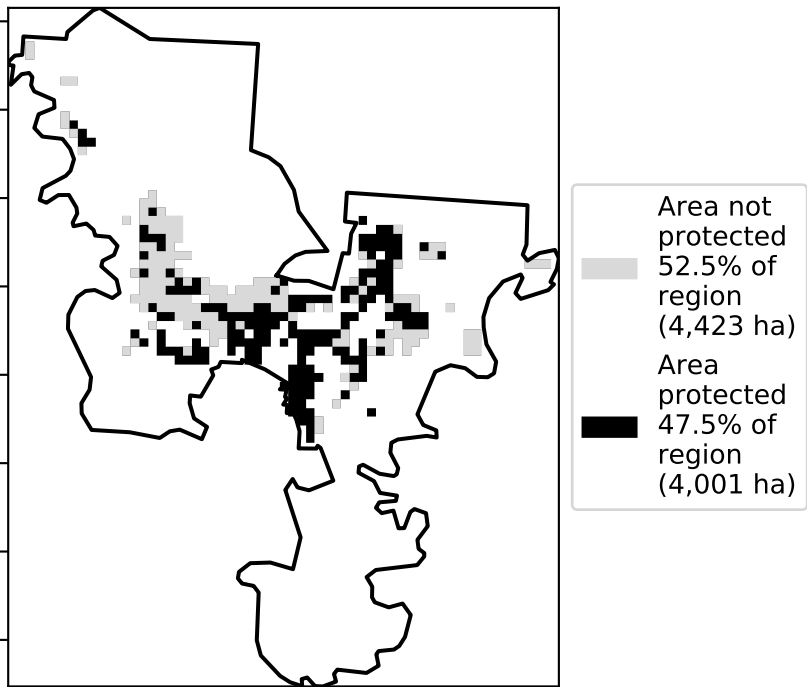 Area not
protected
52.5% of
region
(4,423 ha)
Area
protected
47.5% of
region
(4,001 ha)